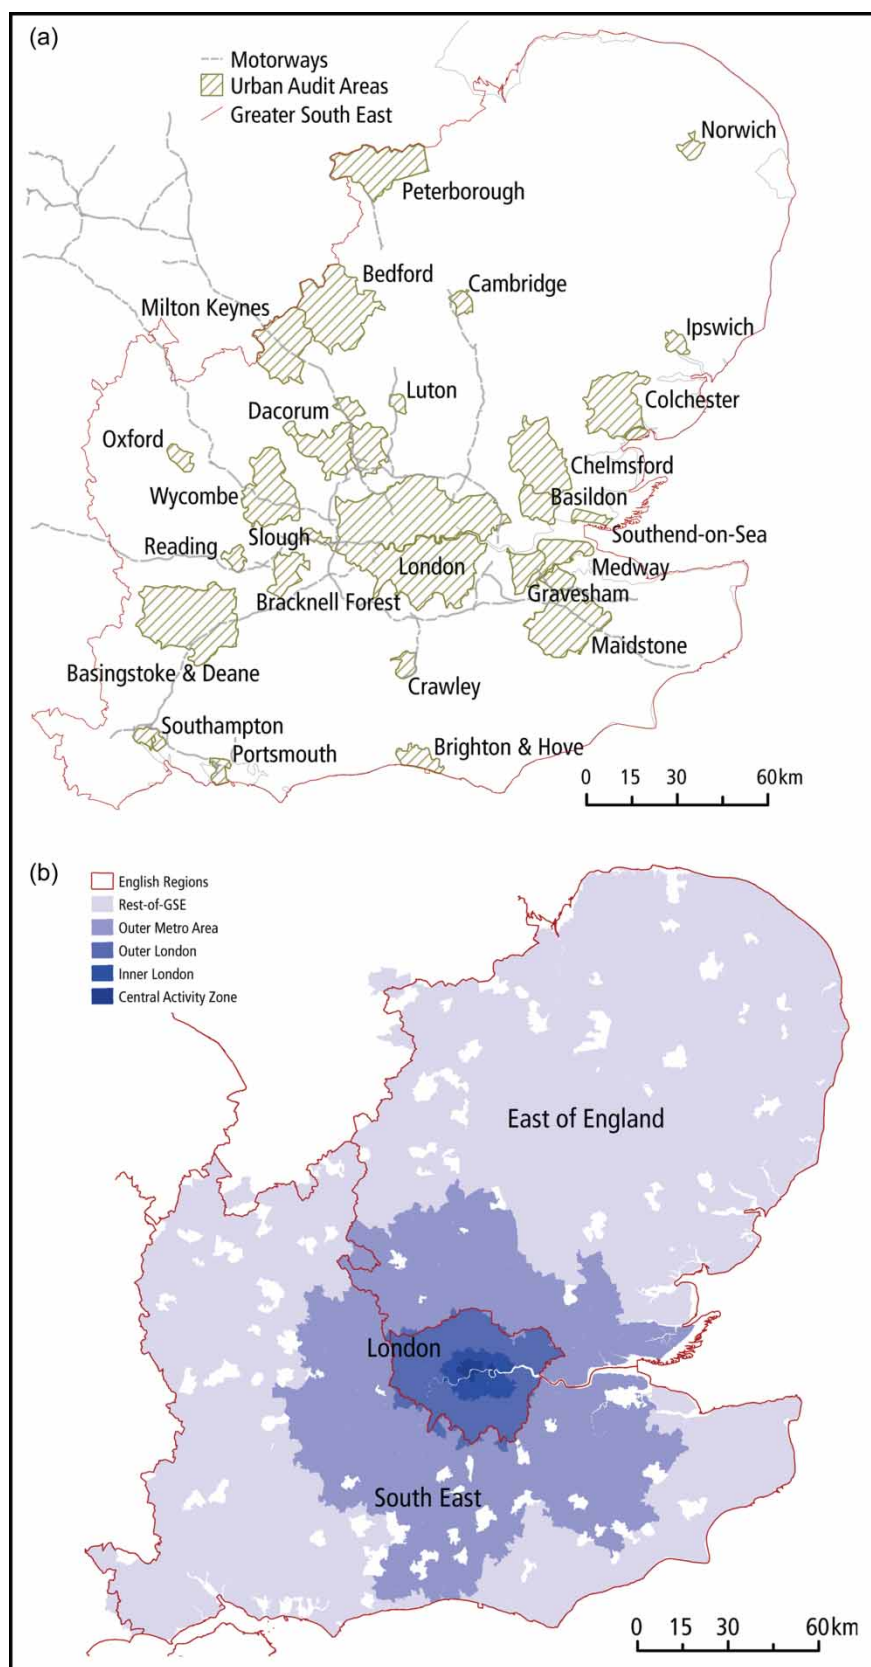 (a)
Motorways
Urban Audit Areas
Greater South East
Norwich
Peterborough
Bedford
Cambridge
Milton Keynes
Ipswich
Luton
Dacorum
Colchester
Oxford
Chelmsford
Wycombe
Basildon
Slough
Southend-on-Sea
Reading
London
Medway
Gravesham
Bracknell Forest
Maidstone
Basingstoke & Deane
Crawley
Southampton
Portsmouth
Brighton & Hove
0 15 30 60km
(b)
English Regions
Rest-of-GSE
Outer Metro Area
Outer London
Inner London
Central Activity Zone
East of England
London
South East
0 15 30 60km